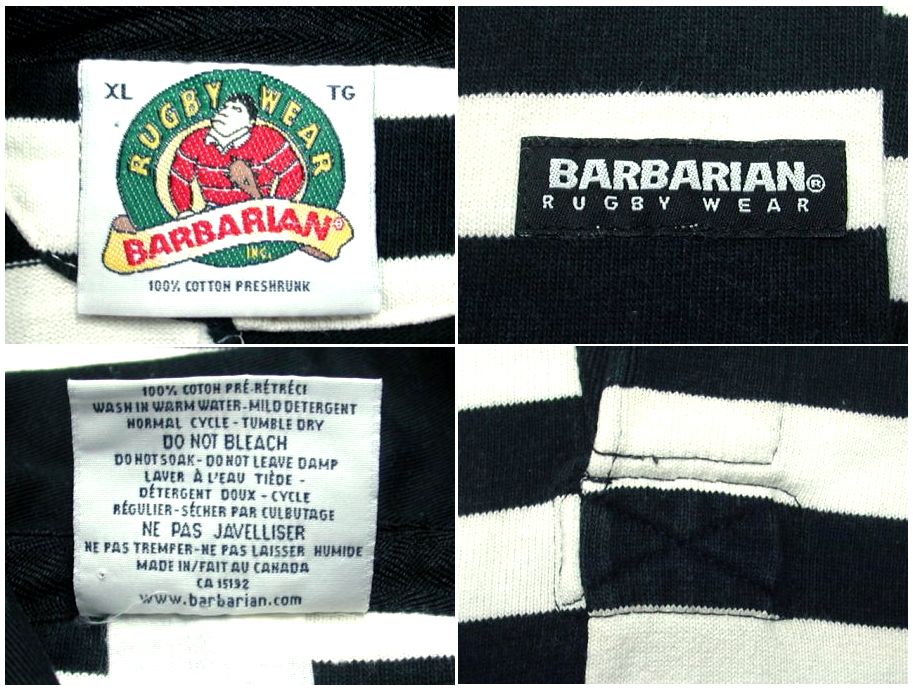 XL TG
RUGBY WEAR
BARBARIAN®
INC.
100% COTTON PRESHRUNK
BARBARIAN®
RUGBY WEAR
100% COTON PRÉ-RÉTRÉCI
WASH IN WARM WATER-MILD DETERGENT
NORMAL CYCLE - TUMBLE DRY
DO NOT BLEACH
DO NOT SOAK - DO NOT LEAVE DAMP
LAVER À L'EAU TIÈDE -
DÉTERGENT DOUX - CYCLE
RÉGULIER-SÉCHER PAR CULBUTAGE
NE PAS JAVELLISER
NE PAS TREMPER-NE PAS LAISSER HUMIDE
MADE IN/FAIT AU CANADA
CA 15192
www.barbarian.com